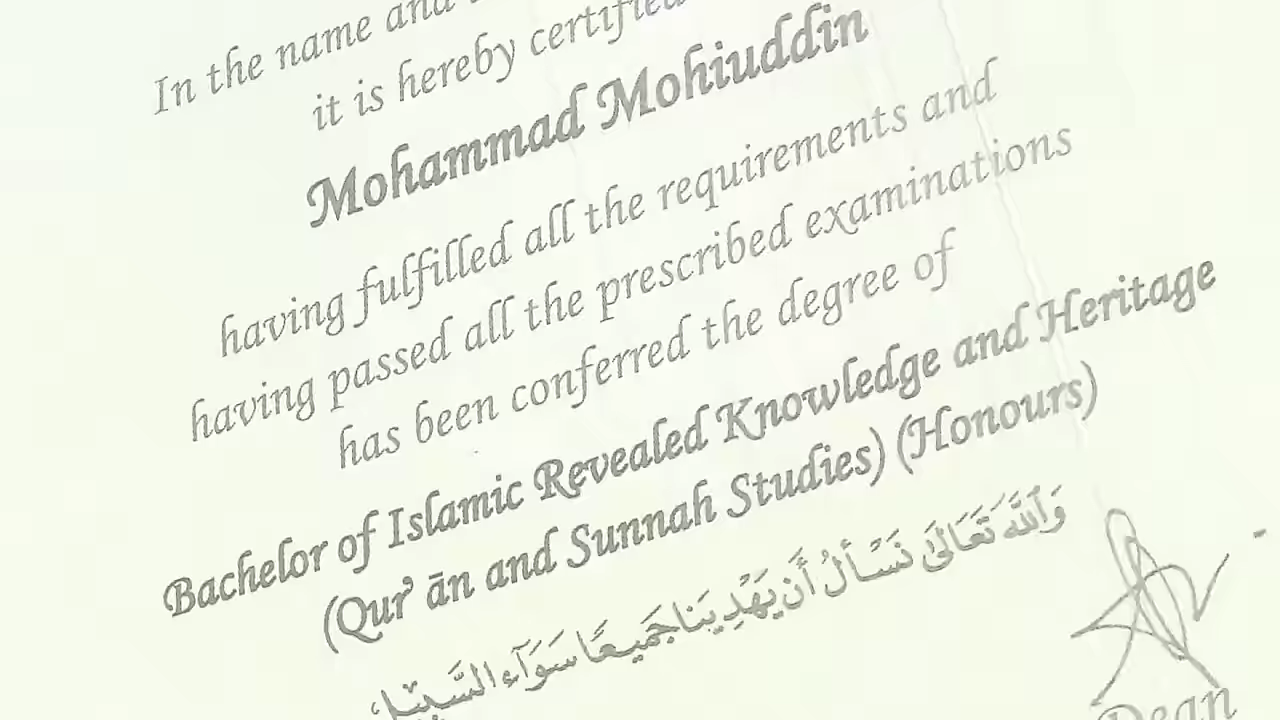 In the name and
it is hereby certified
Mohammad Mohiuddin
having fulfilled all the requirements and
having passed all the prescribed examinations
has been conferred the degree of
Bachelor of Islamic Revealed Knowledge and Heritage
(Qur’ān and Sunnah Studies) (Honours)
وَٱللَّهَ تَعَالَىٰ نَسْأَلُ أَن يَهْدِيَنَا جَمِيعًا سَوَآءَ السَّبِيلِ،
Dean